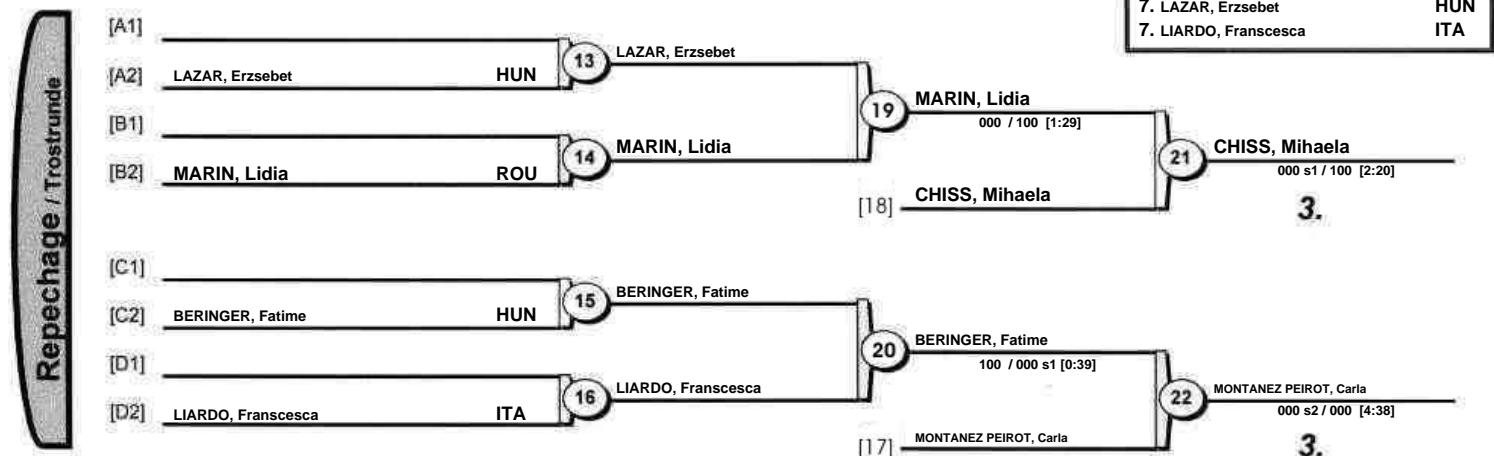 7. LAZAR, Erzsebet HUN
7. LIARDO, Franscesca ITA
Repechage / Trostrunde
[A1]
[A2] LAZAR, Erzsebet HUN
13 LAZAR, Erzsebet
[B1]
[B2] MARIN, Lidia ROU
14 MARIN, Lidia
19 MARIN, Lidia
000 / 100 [1:29]
[18] CHISS, Mihaela
21 CHISS, Mihaela
000 s1 / 100 [2:20]
3.
[C1]
[C2] BERINGER, Fatime HUN
15 BERINGER, Fatime
[D1]
[D2] LIARDO, Franscesca ITA
16 LIARDO, Franscesca
20 BERINGER, Fatime
100 / 000 s1 [0:39]
[17] MONTANEZ PEIROT, Carla
22 MONTANEZ PEIROT, Carla
000 s2 / 000 [4:38]
3.